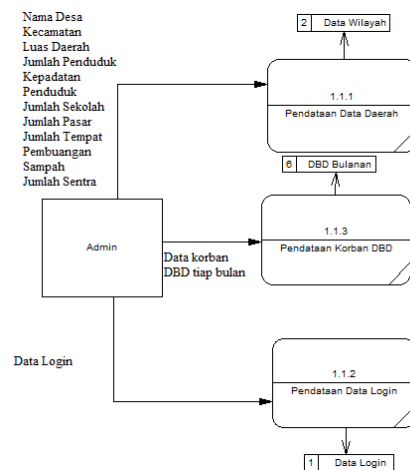 Nama Desa
Kecamatan
Luas Daerah
Jumlah Penduduk
Kepadatan
Penduduk
Jumlah Sekolah
Jumlah Pasar
Jumlah Tempat
Pembuangan
Sampah
Jumlah Sentra
2 Data Wilayah
1.1.1
Pendataan Data Daerah
6 DBD Bulanan
1.1.3
Pendataan Korban DBD
Admin
Data korban
DBD tiap bulan
Data Login
1.1.2
Pendataan Data Login
1 Data Login